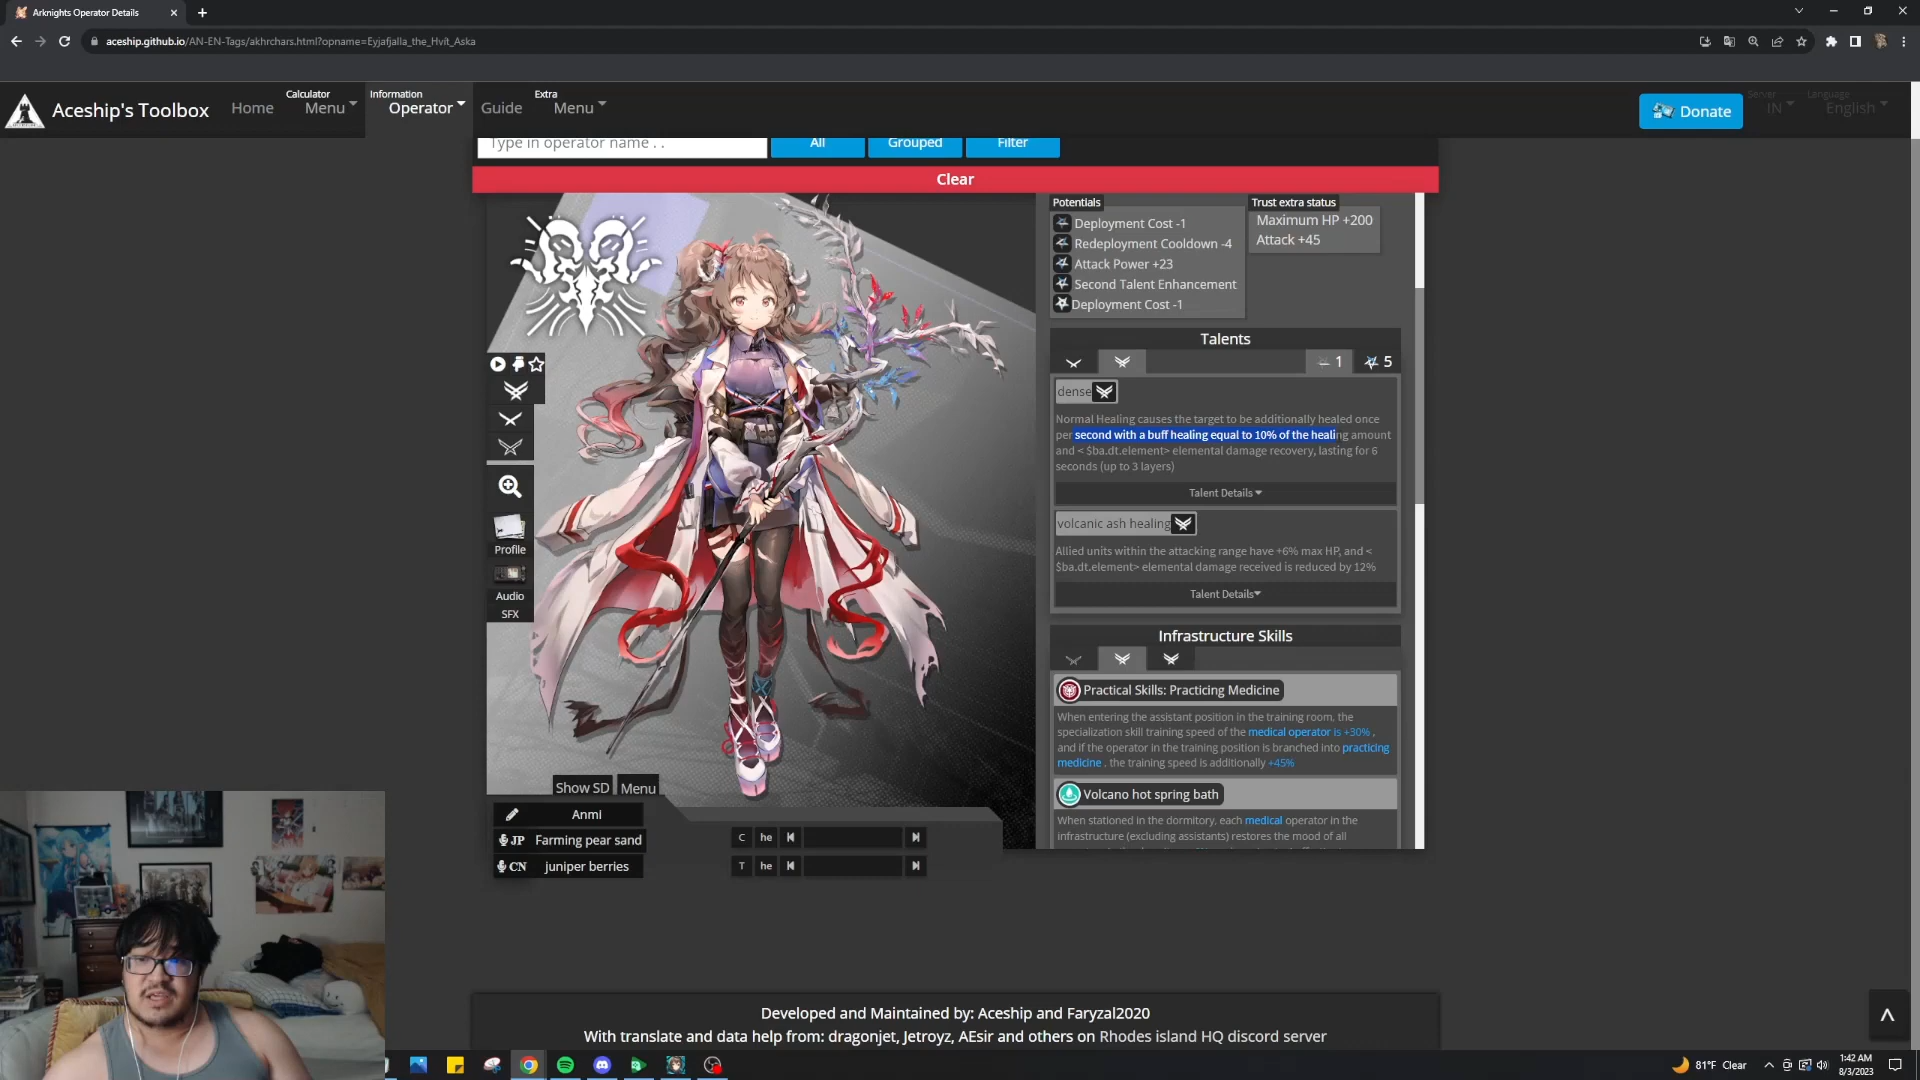 Arknights Operator Details
aceship.github.io/AN-EN-Tags/akhrchars.html?opname=Eyjafjalla_the_Hvít_Aska
Aceship's Toolbox
Home
Calculator
Menu
Information
Operator
Guide
Extra
Menu
Donate
Server
IN
Language
English
Type in operator name . .
All
Grouped
Filter
Clear
Potentials
Deployment Cost -1
Redeployment Cooldown -4
Attack Power +23
Second Talent Enhancement
Deployment Cost -1
Trust extra status
Maximum HP +200
Attack +45
Talents
1
5
dense
Normal Healing causes the target to be additionally healed once
per second with a buff healing equal to 10% of the healing amount
and < $ba.dt.element> elemental damage recovery, lasting for 6
seconds (up to 3 layers)
Talent Details
volcanic ash healing
Allied units within the attacking range have +6% max HP, and <
$ba.dt.element> elemental damage received is reduced by 12%
Talent Details
Infrastructure Skills
Practical Skills: Practicing Medicine
When entering the assistant position in the training room, the
specialization skill training speed of the medical operator is +30% ,
and if the operator in the training position is branched into practicing
medicine , the training speed is additionally +45%
Volcano hot spring bath
When stationed in the dormitory, each medical operator in the
infrastructure (excluding assistants) restores the mood of all
Profile
Audio
SFX
Show SD
Menu
Anmi
JP
Farming pear sand
CN
juniper berries
C
he
T
he
Developed and Maintained by: Aceship and Faryzal2020
With translate and data help from: dragonjet, Jetroyz, AEsir and others on Rhodes island HQ discord server
81°F Clear
1:42 AM
8/3/2023